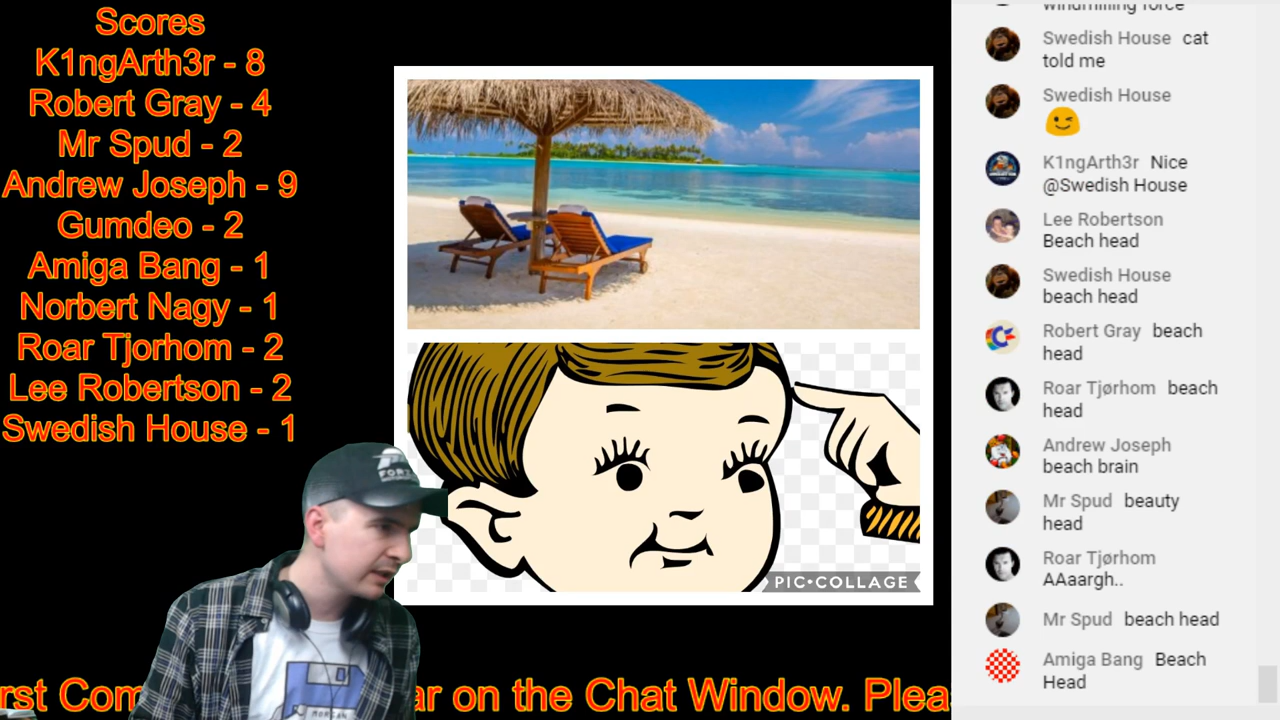 Scores
K1ngArth3r - 8
Robert Gray - 4
Mr Spud - 2
Andrew Joseph - 9
Gumdeo - 2
Amiga Bang - 1
Norbert Nagy - 1
Roar Tjorhom - 2
Lee Robertson - 2
Swedish House - 1
PIC•COLLAGE
rst Com ar on the Chat Window. Plea
windmilling force
Swedish House cat
told me
Swedish House
😉
K1ngArth3r Nice
@Swedish House
Lee Robertson
Beach head
Swedish House
beach head
Robert Gray beach
head
Roar Tjørhom beach
head
Andrew Joseph
beach brain
Mr Spud beauty
head
Roar Tjørhom
AAaargh..
Mr Spud beach head
Amiga Bang Beach
Head